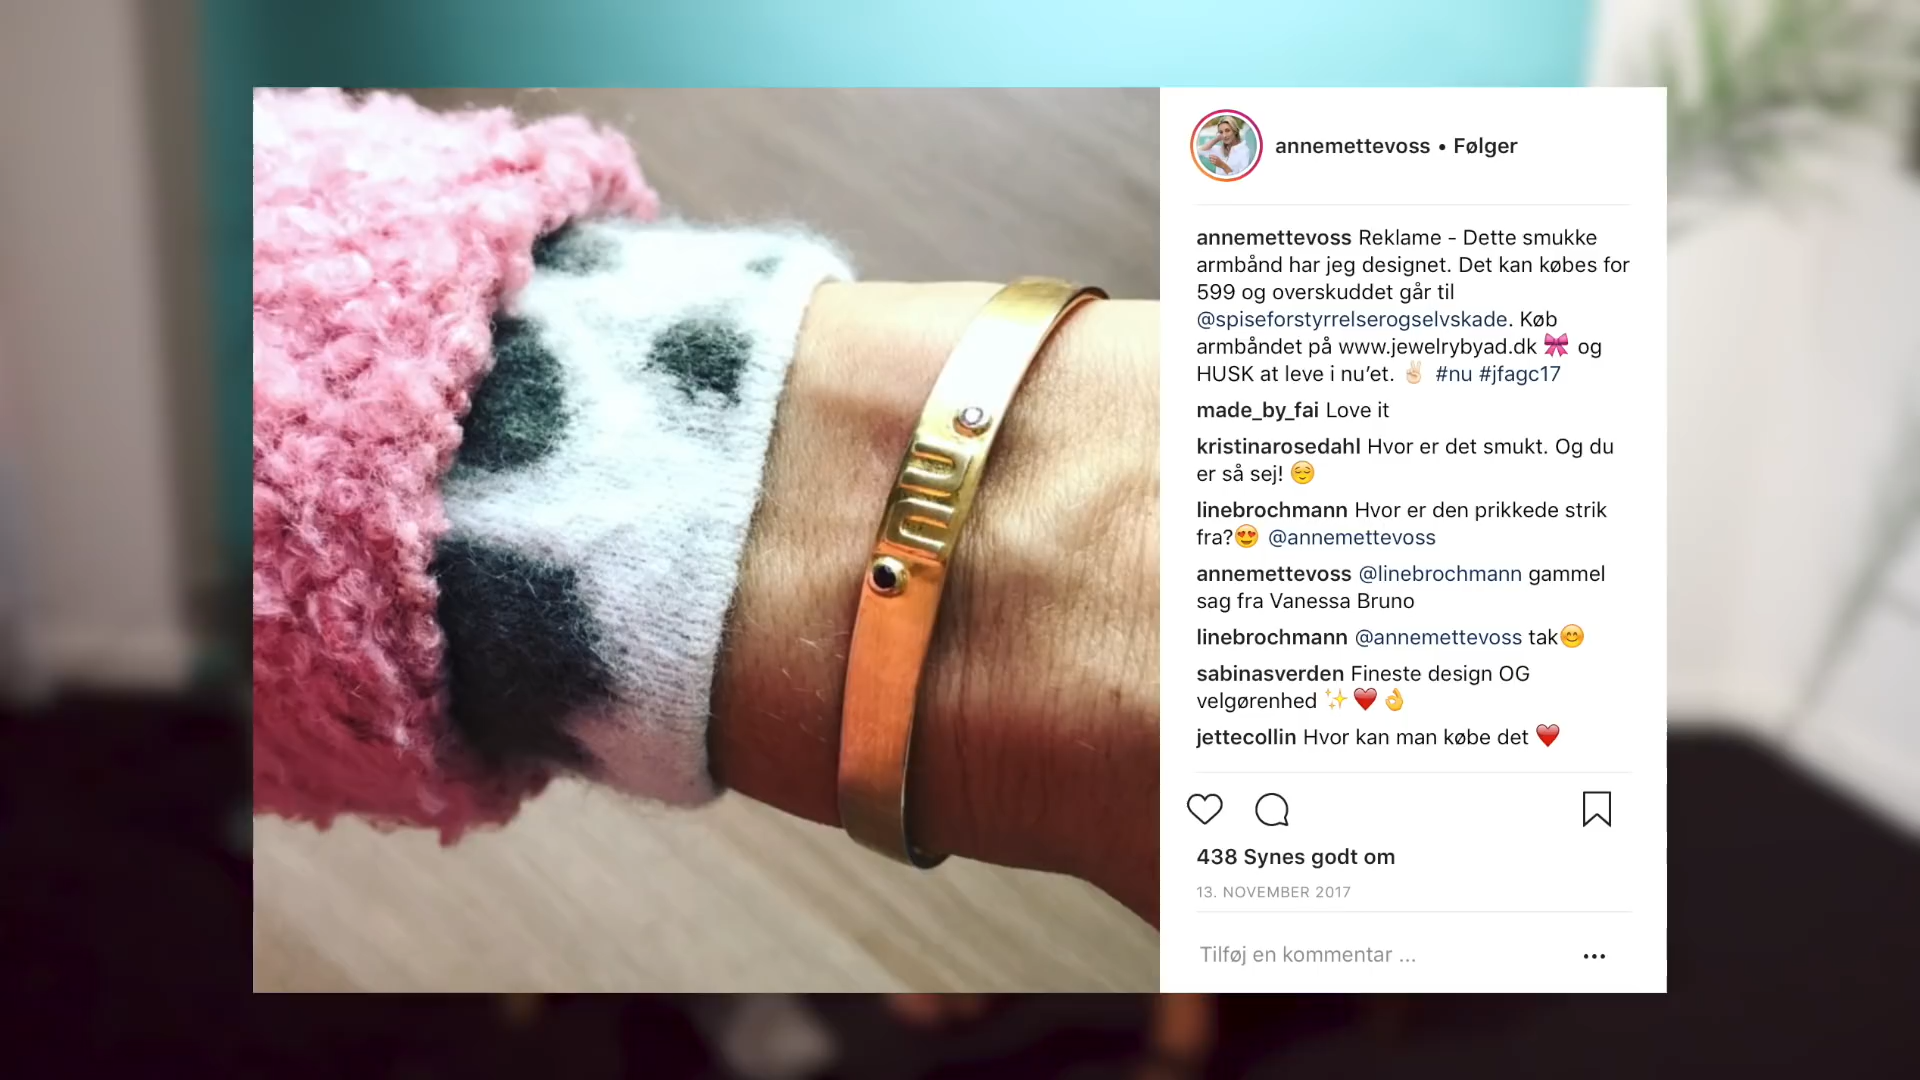 nu
annemettevoss • Følger
annemettevoss Reklame - Dette smukke
armbånd har jeg designet. Det kan købes for
599 og overskuddet går til
@spiseforstyrrelserogselvskade. Køb
armbåndet på www.jewelrybyad.dk 🎀 og
HUSK at leve i nu’et. ✌🏻 #nu #jfagc17
made_by_fai Love it
kristinarosedahl Hvor er det smukt. Og du
er så sej! 😌
linebrochmann Hvor er den prikkede strik
fra?😍 @annemettevoss
annemettevoss @linebrochmann gammel
sag fra Vanessa Bruno
linebrochmann @annemettevoss tak😊
sabinasverden Fineste design OG
velgørenhed ✨❤️👌
jettecollin Hvor kan man købe det ❤️
438 Synes godt om
13. NOVEMBER 2017
Tilføj en kommentar ...